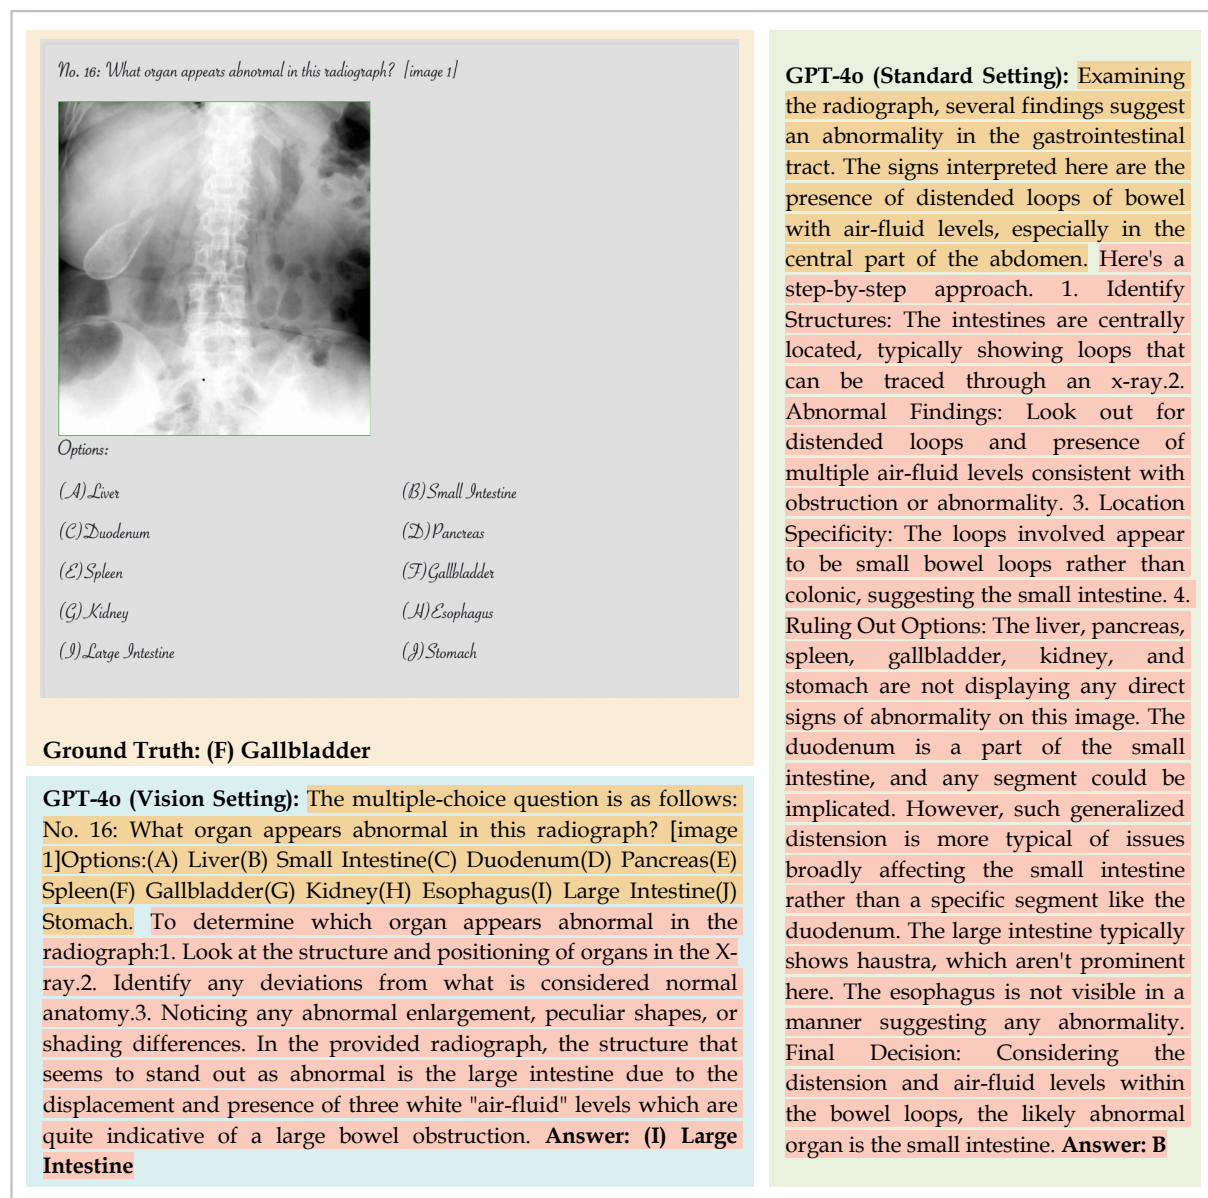 No. 16: What organ appears abnormal in this radiograph? [image 1]
Options:
(A) Liver
(B) Small Intestine
(C) Duodenum
(D) Pancreas
(E) Spleen
(F) Gallbladder
(G) Kidney
(H) Esophagus
(I) Large Intestine
(J) Stomach
Ground Truth: (F) Gallbladder
GPT-4o (Vision Setting): The multiple-choice question is as follows:
No. 16: What organ appears abnormal in this radiograph? [image
1]Options:(A) Liver(B) Small Intestine(C) Duodenum(D) Pancreas(E)
Spleen(F) Gallbladder(G) Kidney(H) Esophagus(I) Large Intestine(J)
Stomach. To determine which organ appears abnormal in the
radiograph:1. Look at the structure and positioning of organs in the X-
ray.2. Identify any deviations from what is considered normal
anatomy.3. Noticing any abnormal enlargement, peculiar shapes, or
shading differences. In the provided radiograph, the structure that
seems to stand out as abnormal is the large intestine due to the
displacement and presence of three white "air-fluid" levels which are
quite indicative of a large bowel obstruction. Answer: (I) Large
Intestine
GPT-4o (Standard Setting): Examining
the radiograph, several findings suggest
an abnormality in the gastrointestinal
tract. The signs interpreted here are the
presence of distended loops of bowel
with air-fluid levels, especially in the
central part of the abdomen. Here's a
step-by-step approach. 1. Identify
Structures: The intestines are centrally
located, typically showing loops that
can be traced through an x-ray.2.
Abnormal Findings: Look out for
distended loops and presence of
multiple air-fluid levels consistent with
obstruction or abnormality. 3. Location
Specificity: The loops involved appear
to be small bowel loops rather than
colonic, suggesting the small intestine. 4.
Ruling Out Options: The liver, pancreas,
spleen, gallbladder, kidney, and
stomach are not displaying any direct
signs of abnormality on this image. The
duodenum is a part of the small
intestine, and any segment could be
implicated. However, such generalized
distension is more typical of issues
broadly affecting the small intestine
rather than a specific segment like the
duodenum. The large intestine typically
shows haustra, which aren't prominent
here. The esophagus is not visible in a
manner suggesting any abnormality.
Final Decision: Considering the
distension and air-fluid levels within
the bowel loops, the likely abnormal
organ is the small intestine. Answer: B